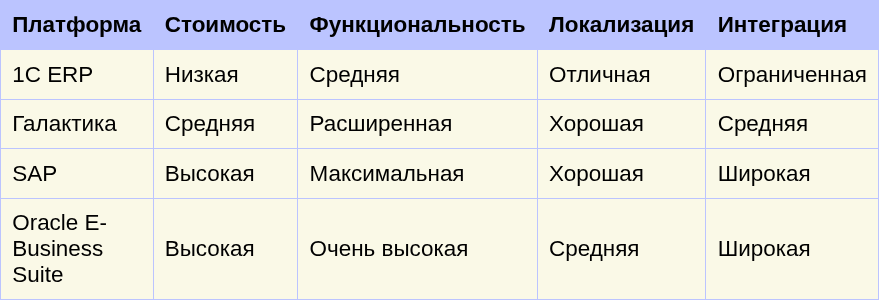 Платформа Стоимость Функциональность Локализация Интеграция
1С ERP Низкая Средняя Отличная Ограниченная
Галактика Средняя Расширенная Хорошая Средняя
SAP Высокая Максимальная Хорошая Широкая
Oracle E-
Business Высокая Очень высокая Средняя Широкая
Suite